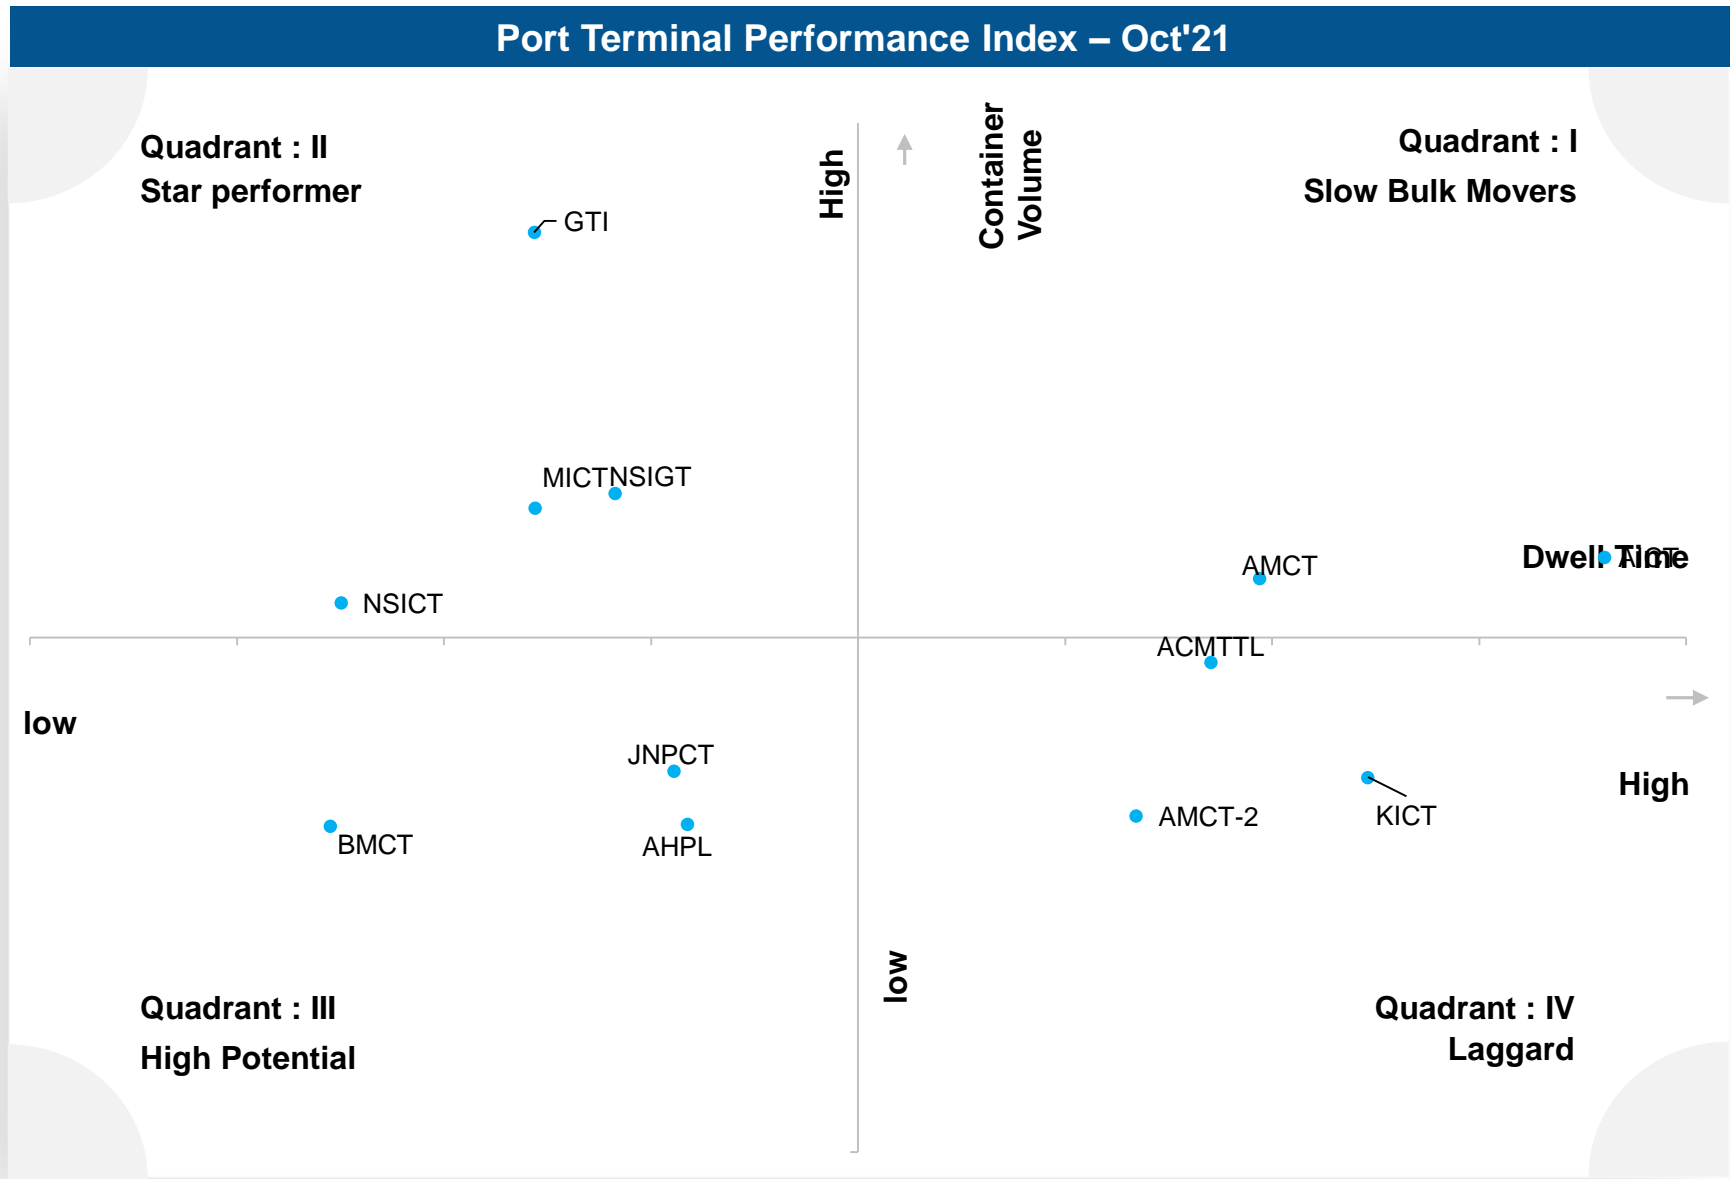 Port Terminal Performance Index – Oct'21
Quadrant : II
Star performer
High
Container
Volume
Quadrant : I
Slow Bulk Movers
GTI
MICT
NSIGT
NSICT
AMCT
Dwell Time
ACMTTL
low
JNPCT
BMCT
AHPL
AMCT-2
KICT
High
low
Quadrant : III
High Potential
Quadrant : IV
Laggard